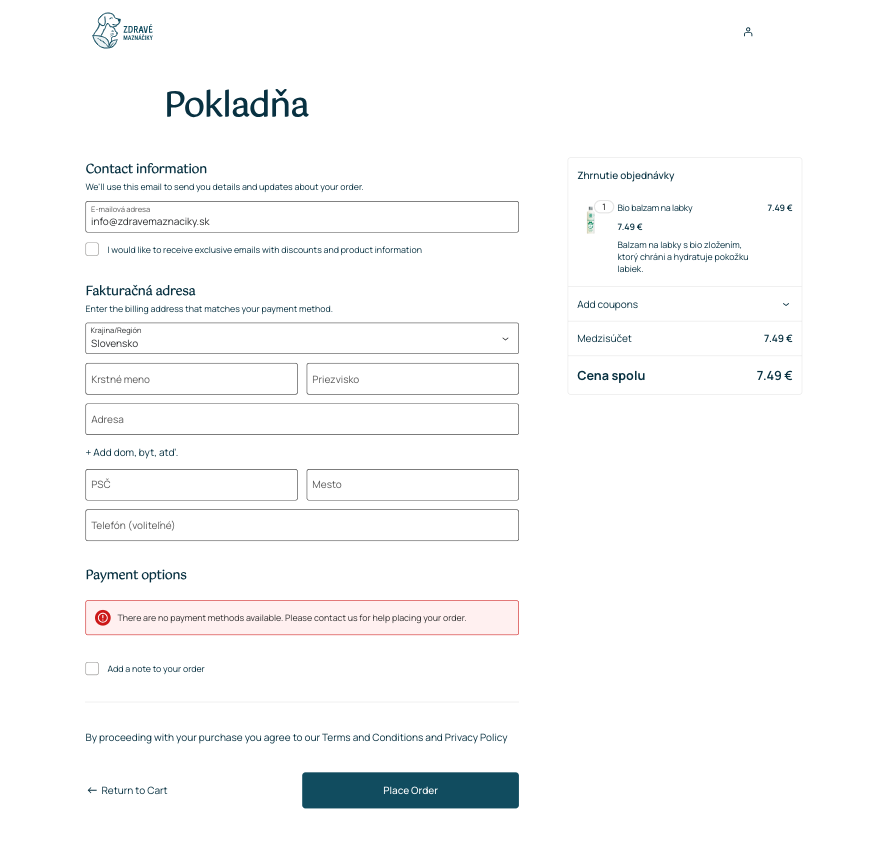 ZDRAVÉ
MAZNÁČIKY
Pokladňa
Contact information
We'll use this email to send you details and updates about your order.
E-mailová adresa
info@zdravemaznaciky.sk
I would like to receive exclusive emails with discounts and product information
Fakturačná adresa
Enter the billing address that matches your payment method.
Krajina/Región
Slovensko
Krstné meno
Priezvisko
Adresa
+ Add dom, byt, atď.
PSČ
Mesto
Telefón (voliteľné)
Payment options
There are no payment methods available. Please contact us for help placing your order.
Add a note to your order
By proceeding with your purchase you agree to our Terms and Conditions and Privacy Policy
Return to Cart
Place Order
Zhrnutie objednávky
1
Bio balzam na labky
7.49 €
7.49 €
Balzam na labky s bio zložením,
ktorý chráni a hydratuje pokožku
labiek.
Add coupons
Medzisúčet
7.49 €
Cena spolu
7.49 €